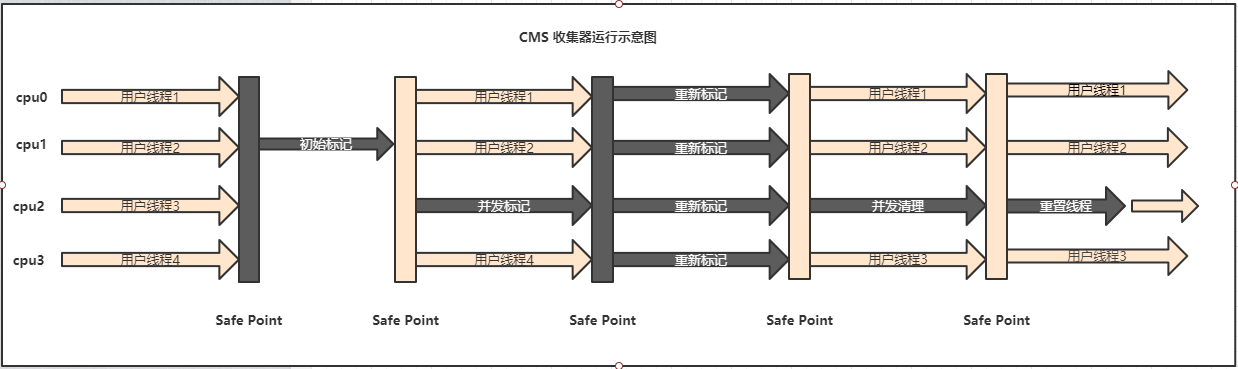 CMS 收集器运行示意图
cpu0 用户线程1 用户线程1 重新标记 用户线程1 用户线程1
cpu1 用户线程2 初始标记 用户线程2 重新标记 用户线程2 用户线程2
cpu2 用户线程3 并发标记 重新标记 并发清理 重置线程
cpu3 用户线程4 用户线程4 重新标记 用户线程3 用户线程3
Safe Point Safe Point Safe Point Safe Point Safe Point